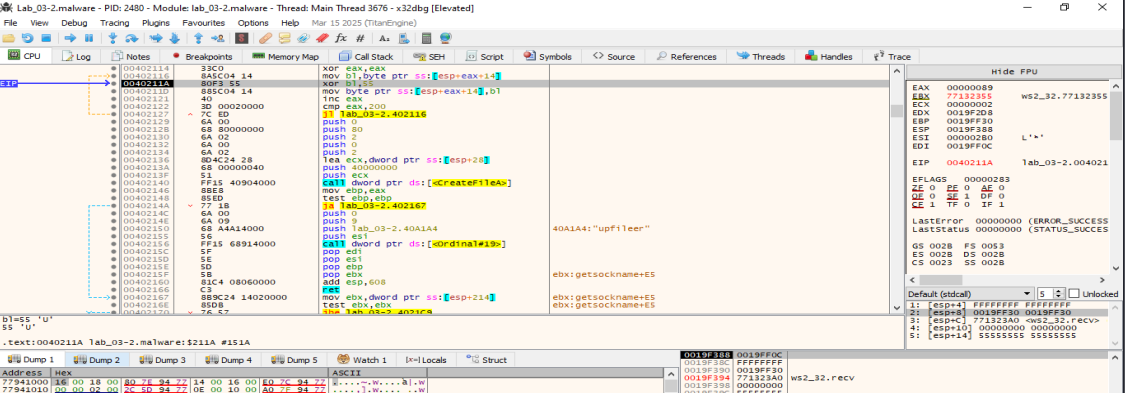 Lab_03-2.malware - PID: 2480 - Module: lab_03-2.malware - Thread: Main Thread 3676 - x32dbg [Elevated]
File View Debug Tracing Plugins Favourites Options Help Mar 15 2025 (TitanEngine)
CPU Log Notes Breakpoints Memory Map Call Stack SEH Script Symbols Source References Threads Handles Trace
EIP
00402114 33C0 xor eax,eax
00402116 8A5C04 14 mov bl,byte ptr ss:[esp+eax+14]
0040211A 80F3 55 xor bl,55
0040211D 885C04 14 mov byte ptr ss:[esp+eax+14],bl
00402121 40 inc eax
00402122 3D 00020000 cmp eax,200
00402127 7C ED jl lab_03-2.402116
00402129 6A 00 push 0
0040212B 68 80000000 push 80
00402130 6A 02 push 2
00402132 6A 00 push 0
00402134 6A 02 push 2
00402136 8D4C24 28 lea ecx,dword ptr ss:[esp+28]
0040213A 68 00000040 push 40000000
0040213F 51 push ecx
00402140 FF15 40904000 call dword ptr ds:[<CreateFileA>]
00402146 8BE8 mov ebp,eax
00402148 85ED test ebp,ebp
0040214A 77 1B ja lab_03-2.402167
0040214C 6A 00 push 0
0040214E 6A 09 push 9
00402150 68 A4A14000 push lab_03-2.40A1A4 40A1A4:"upfileer"
00402155 56 push esi
00402156 FF15 68914000 call dword ptr ds:[<Ordinal#19>]
0040215C 5F pop edi
0040215D 5E pop esi
0040215E 5D pop ebp
0040215F 5B pop ebx ebx:getsockname+E5
00402160 81C4 08060000 add esp,608
00402166 C3 ret
00402167 8B9C24 14020000 mov ebx,dword ptr ss:[esp+214] ebx:getsockname+E5
0040216E 85DB test ebx,ebx ebx:getsockname+E5
00402170 76 57 jbe lab_03-2.4021C9
Hide FPU
EAX 00000089
EBX 77132355 ws2_32.77132355
ECX 00000002
EDX 0019F2D8
EBP 0019FF30
ESP 0019F388
ESI 000002B0
EDI 0019FF0C
EIP 0040211A lab_03-2.004021
EFLAGS 00000283
ZF 0 PF 0 AF 0
OF 0 SF 1 DF 0
CF 1 TF 0 IF 1
LastError 00000000 (ERROR_SUCCESS
LastStatus 00000000 (STATUS_SUCCES
GS 002B FS 0053
ES 002B DS 002B
CS 0023 SS 002B
Default (stdcall) 5 Unlocked
1: [esp+4] FFFFFFFF FFFFFFFF
2: [esp+8] 0019FF30 0019FF30
3: [esp+C] 771323A0 <ws2_32.recv>
4: [esp+10] 00000000 00000000
5: [esp+14] 55555555 55555555
bl=55 'U'
55 'U'
.text:0040211A lab_03-2.malware:$211A #151A
Dump 1 Dump 2 Dump 3 Dump 4 Dump 5 Watch 1 [x=] Locals Struct
Address Hex ASCII
77941000 16 00 18 00 80 7E 94 77 14 00 16 00 E0 7C 94 77
77941010 00 00 02 00 2C 5D 94 77 0E 00 10 00 A0 7F 94 77
0019F388 0019FF0C
0019F38C FFFFFFFF
0019F390 0019FF30
0019F394 771323A0 ws2_32.recv
0019F398 00000000
0019F39C 55555555